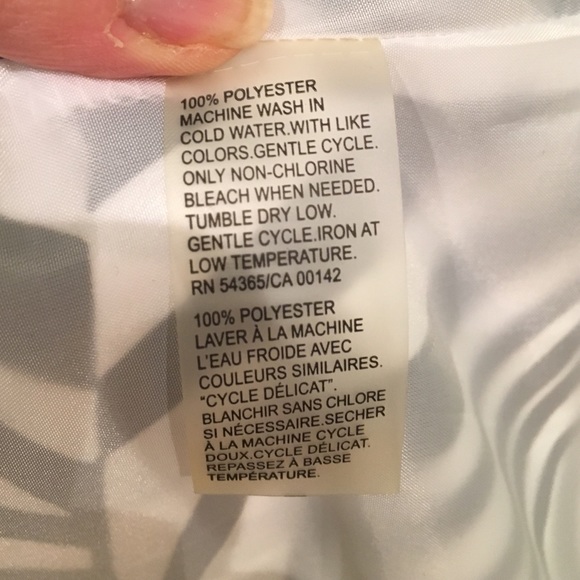 100% POLYESTER
MACHINE WASH IN
COLD WATER.WITH LIKE
COLORS.GENTLE CYCLE.
ONLY NON-CHLORINE
BLEACH WHEN NEEDED.
TUMBLE DRY LOW.
GENTLE CYCLE.IRON AT
LOW TEMPERATURE.
RN 54365/CA 00142
100% POLYESTER
LAVER À LA MACHINE
L'EAU FROIDE AVEC
COULEURS SIMILAIRES.
"CYCLE DÉLICAT".
BLANCHIR SANS CHLORE
SI NÉCESSAIRE.SECHER
À LA MACHINE CYCLE
DOUX.CYCLE DÉLICAT.
REPASSEZ À BASSE
TEMPÉRATURE.